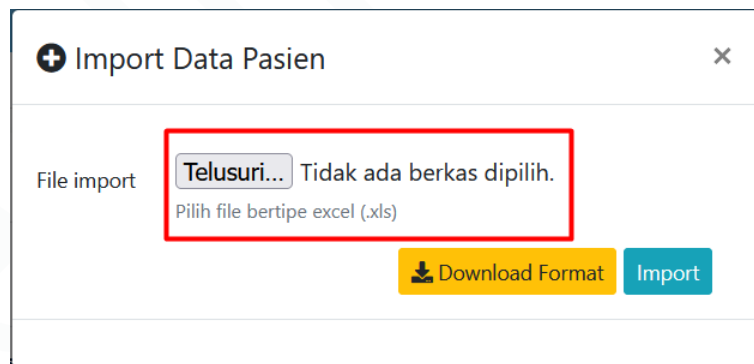 Import Data Pasien
File import
Telusuri... Tidak ada berkas dipilih.
Pilih file bertipe excel (.xls)
Download Format
Import